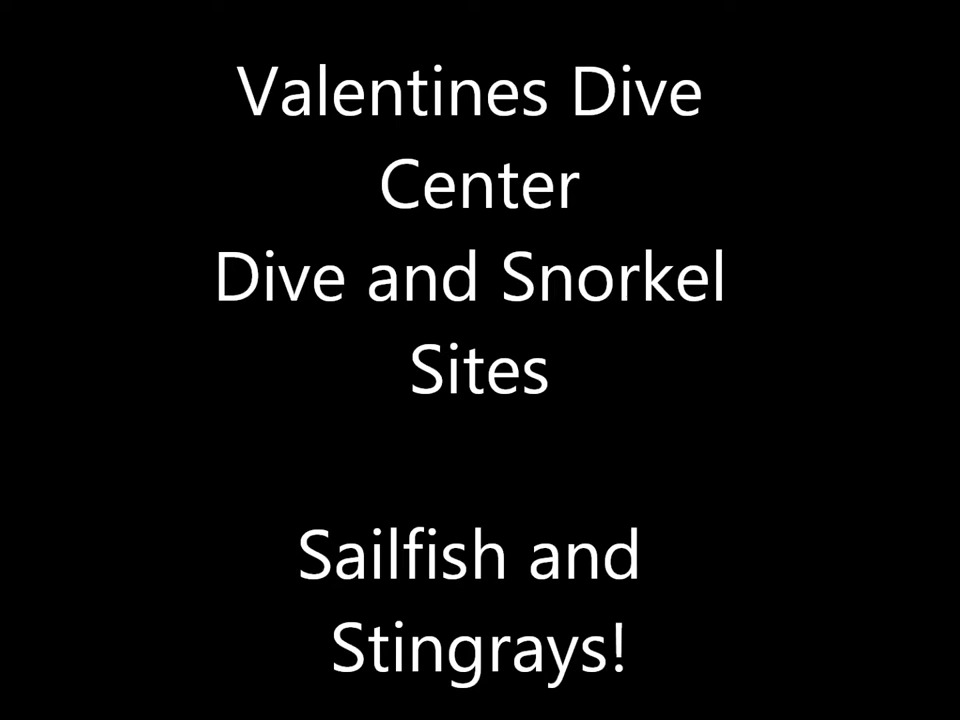 Valentines Dive
Center
Dive and Snorkel
Sites
Sailfish and
Stingrays!